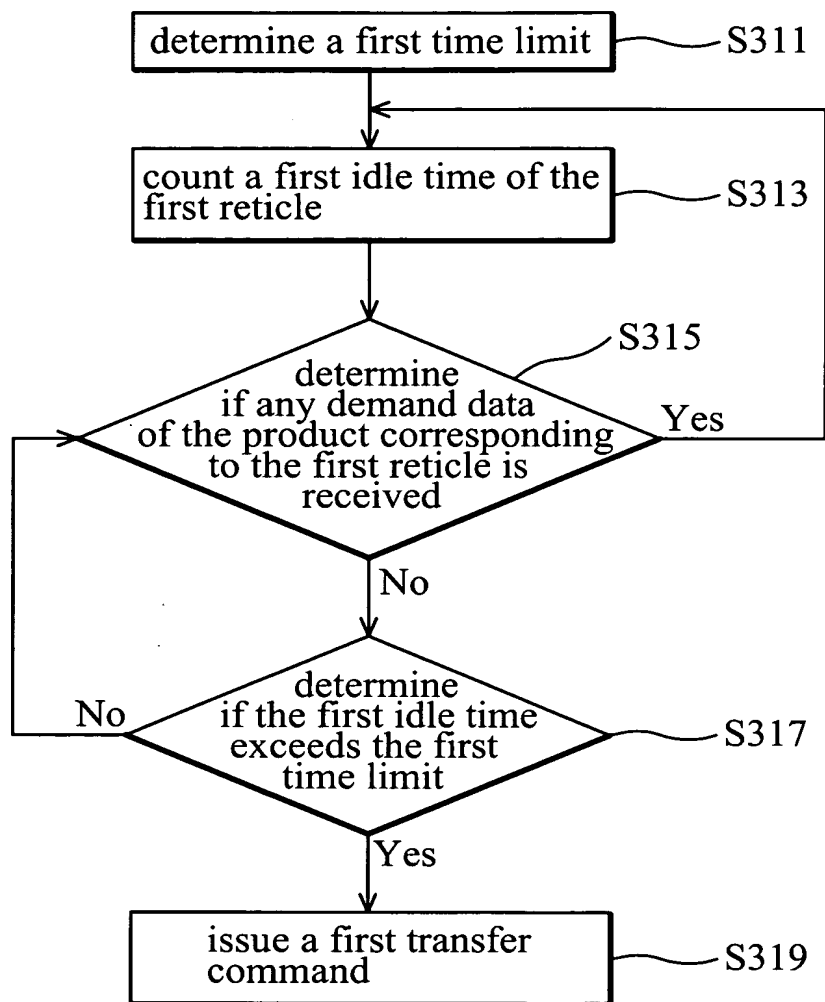 determine a first time limit
S311
count a first idle time of the
first reticle
S313
S315
determine
if any demand data
of the product corresponding
to the first reticle is
received
Yes
No
determine
if the first idle time
exceeds the first
time limit
No
S317
Yes
issue a first transfer
command
S319